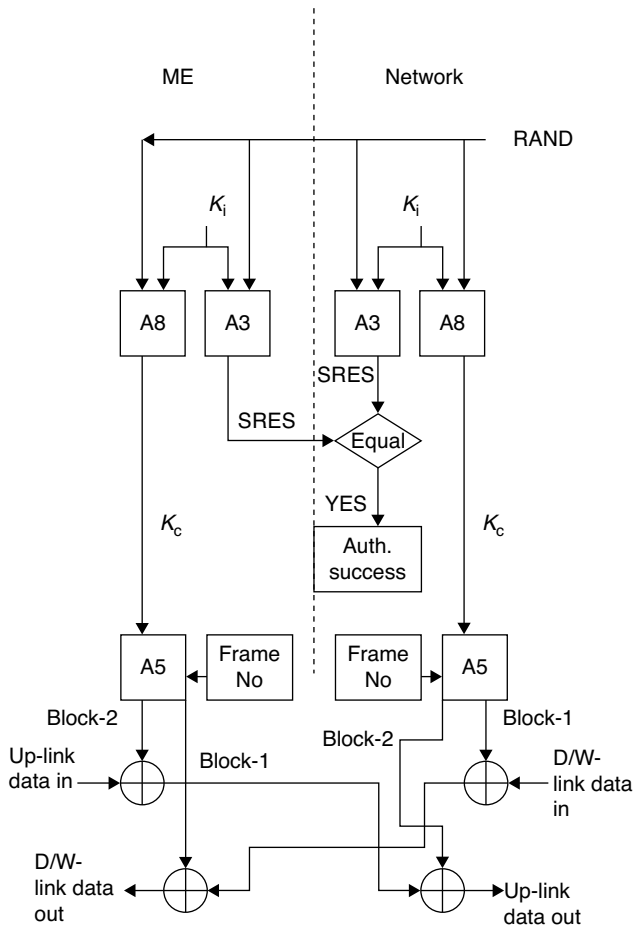 ME
Network
RAND
Ki
Ki
A8
A3
A3
A8
SRES
SRES
Equal
YES
Kc
Kc
Auth.
success
A5
Frame
No
Frame
No
A5
Block-2
Block-1
Block-2
Up-link
data in
Block-1
D/W-
link data
in
D/W-
link data
out
Up-link
data out